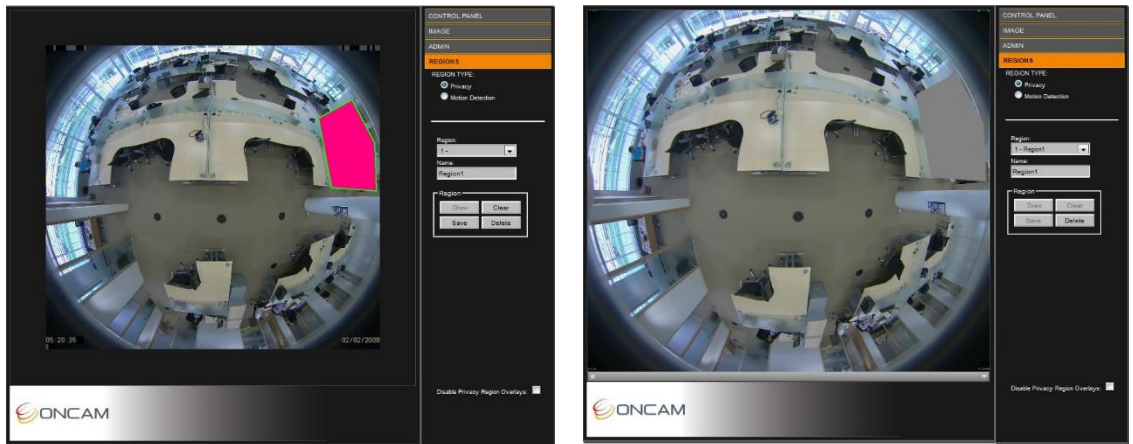 CONTROL PANEL
IMAGE
ADMIN
REGIONS
REGION TYPE:
Privacy
Motion Detection
Region:
1 -
Name:
Region1
Region
Draw Clear
Save Delete
05:20:35 02/02/2000
Disable Privacy Region Overlays:
ONCAM
CONTROL PANEL
IMAGE
ADMIN
REGIONS
REGION TYPE:
Privacy
Motion Detection
Region:
1 - Region1
Name:
Region1
Region
Draw Clear
Save Delete
Disable Privacy Region Overlays:
ONCAM